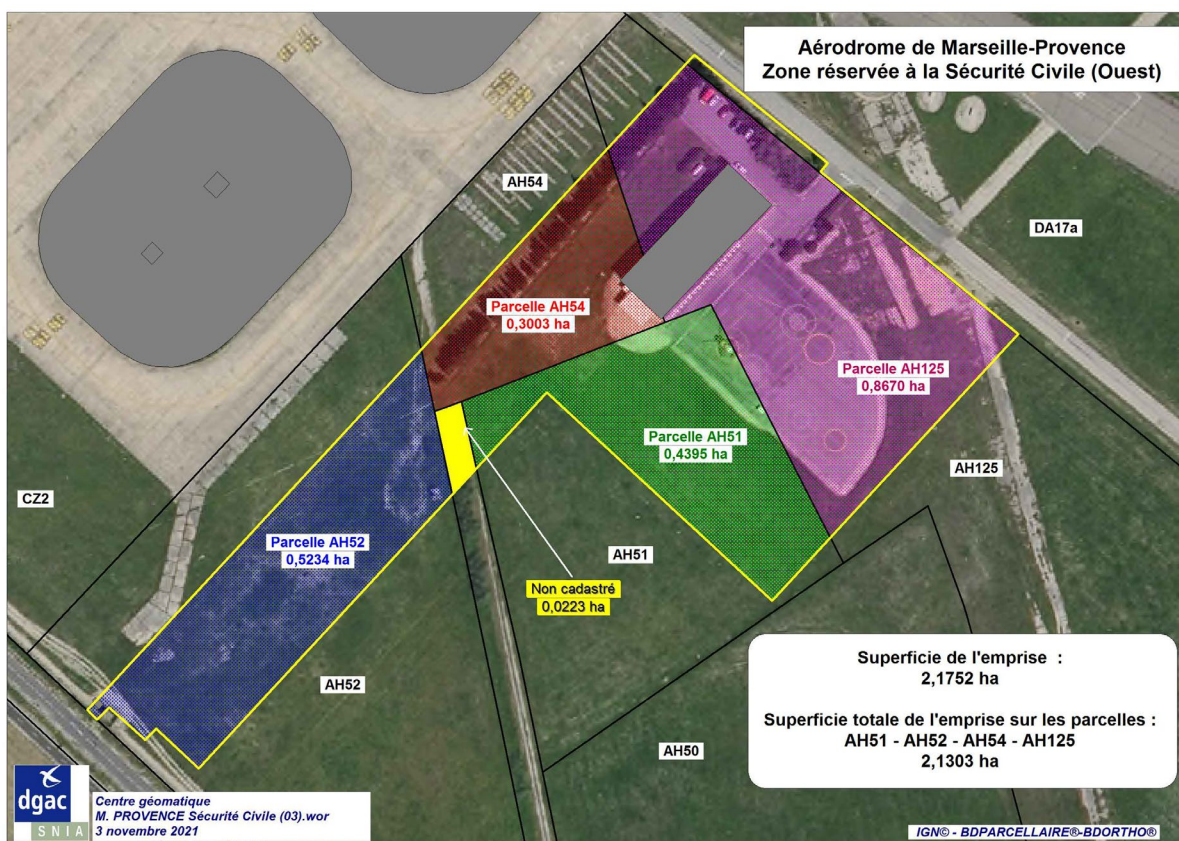 Aérodrome de Marseille-Provence
Zone réservée à la Sécurité Civile (Ouest)
AH54
DA17a
Parcelle AH54
0,3003 ha
Parcelle AH125
0,8670 ha
Parcelle AH51
0,4395 ha
AH125
CZ2
Parcelle AH52
0,5234 ha
AH51
Non cadastré
0,0223 ha
AH52
Superficie de l'emprise :
2,1752 ha
Superficie totale de l'emprise sur les parcelles :
AH51 - AH52 - AH54 - AH125
2,1303 ha
AH50
dgac
SNIA
Centre géomatique
M. PROVENCE Sécurité Civile (03).wor
3 novembre 2021
IGN© - BDPARCELLAIRE®-BDORTHO®